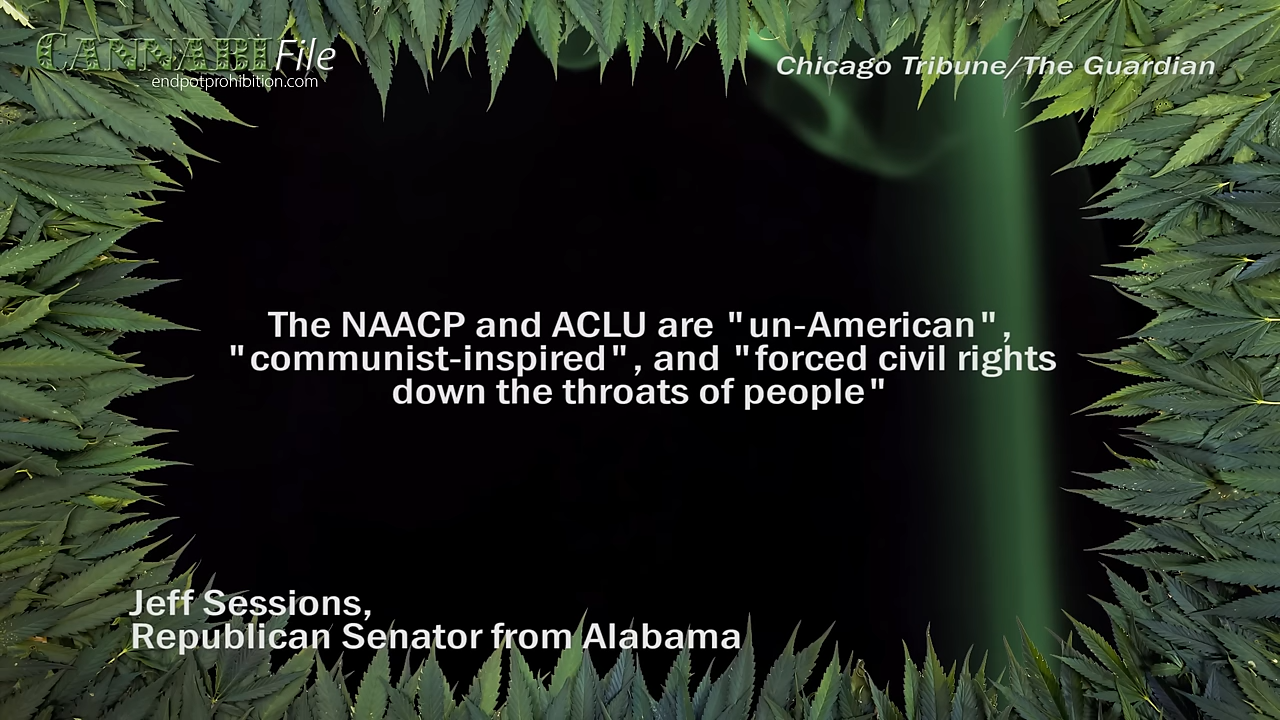 CANNABIFile
endpotprohibition.com
Chicago Tribune/The Guardian
The NAACP and ACLU are "un-American",
"communist-inspired", and "forced civil rights
down the throats of people"
Jeff Sessions,
Republican Senator from Alabama